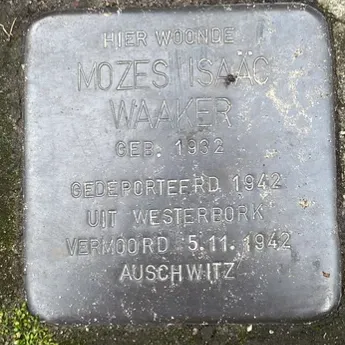 HIER WOONDE
MOZES ISAÄC
WAAKER
GEB. 1932
GEDEPORTEERD 1942
UIT WESTERBORK
VERMOORD 5.11.1942
AUSCHWITZ